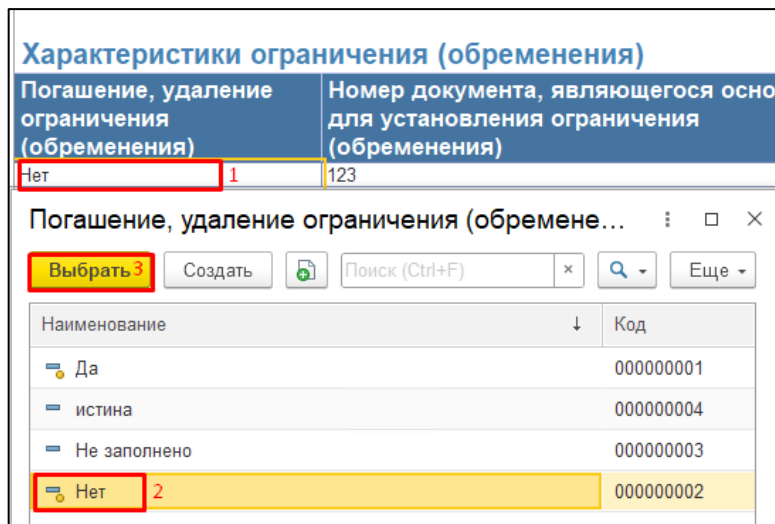 Характеристики ограничения (обременения)
Погашение, удаление
ограничения
(обременения)
Номер документа, являющегося осно
для установления ограничения
(обременения)
Нет 1 123
Погашение, удаление ограничения (обремене...
Выбрать 3 Создать Поиск (Ctrl+F) × Еще
Наименование ↓ Код
Да 000000001
истина 000000004
Не заполнено 000000003
Нет 2 000000002